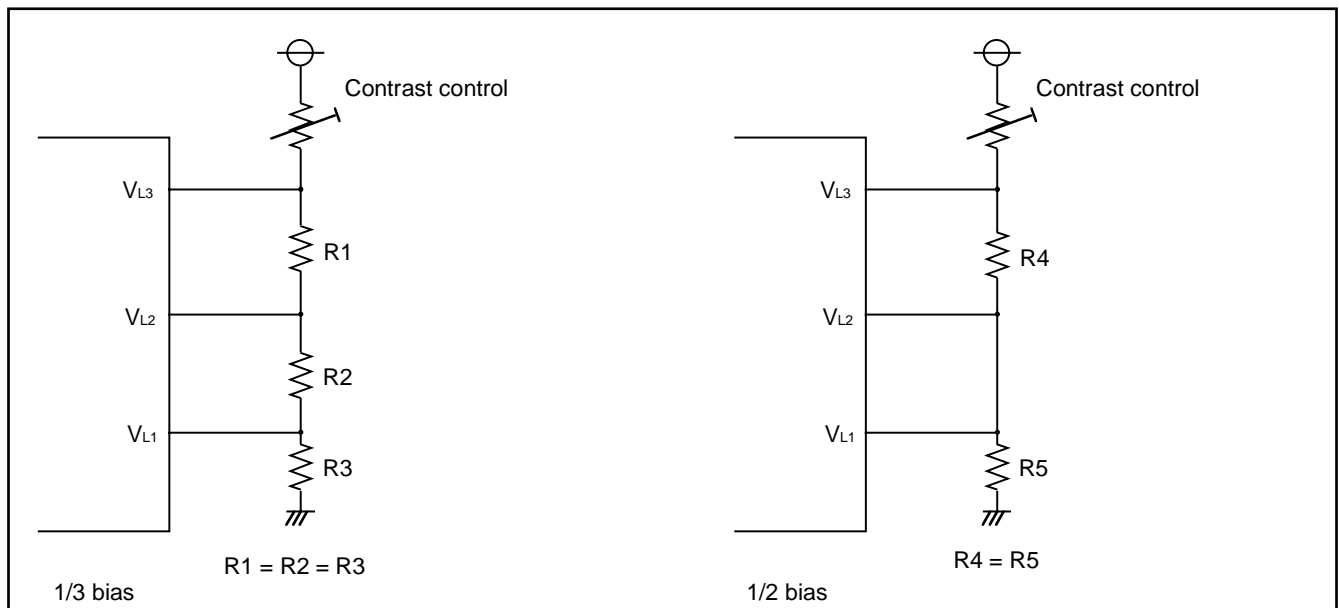 Contrast control
VL3
R1
VL2
R2
VL1
R3
R1 = R2 = R3
1/3 bias
Contrast control
VL3
R4
VL2
VL1
R5
R4 = R5
1/2 bias